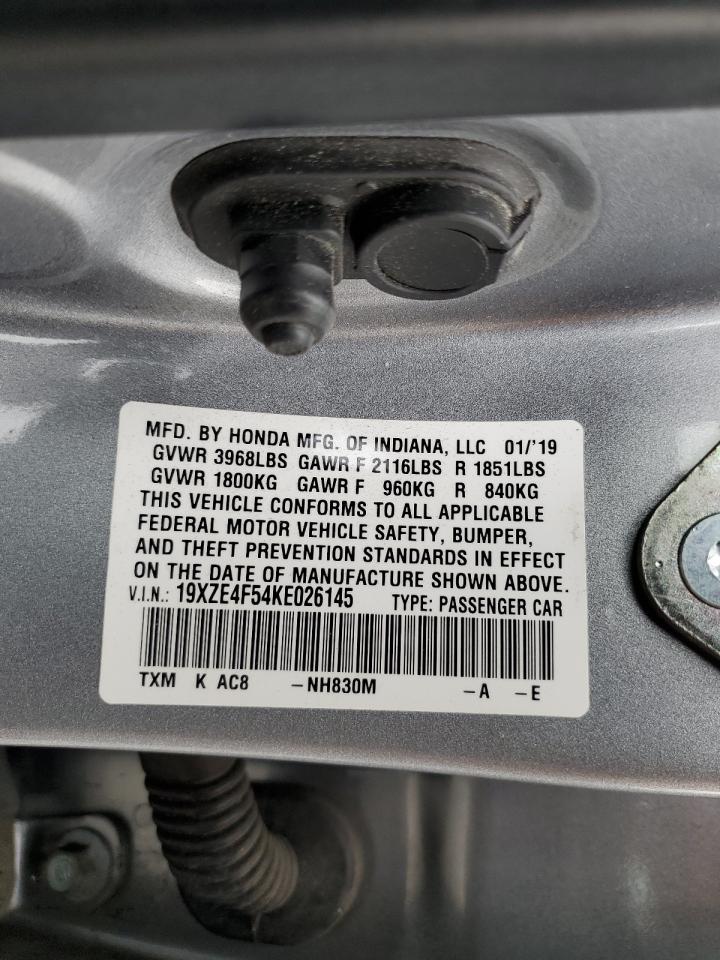 MFD. BY HONDA MFG. OF INDIANA, LLC 01/'19
GVWR 3968LBS GAWR F 2116LBS R 1851LBS
GVWR 1800KG GAWR F 960KG R 840KG
THIS VEHICLE CONFORMS TO ALL APPLICABLE
FEDERAL MOTOR VEHICLE SAFETY, BUMPER,
AND THEFT PREVENTION STANDARDS IN EFFECT
ON THE DATE OF MANUFACTURE SHOWN ABOVE.
V.I.N.: 19XZE4F54KE026145 TYPE: PASSENGER CAR
TXM K AC8 -NH830M -A -E